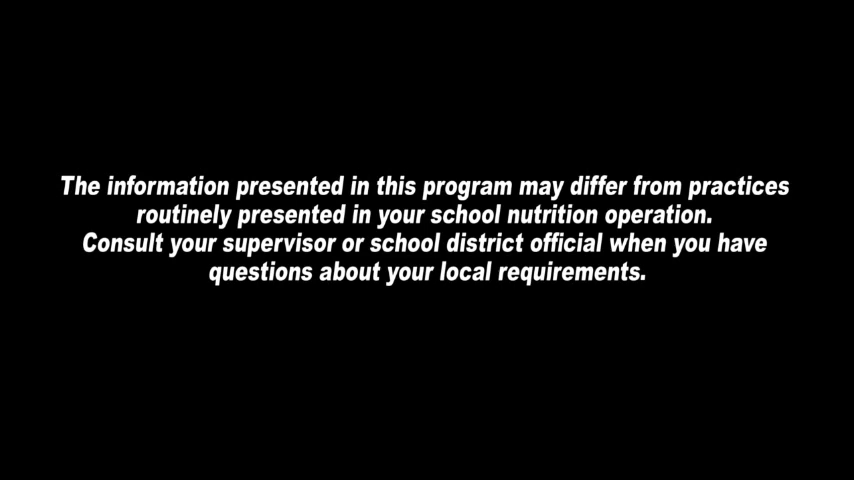 The information presented in this program may differ from practices
routinely presented in your school nutrition operation.
Consult your supervisor or school district official when you have
questions about your local requirements.